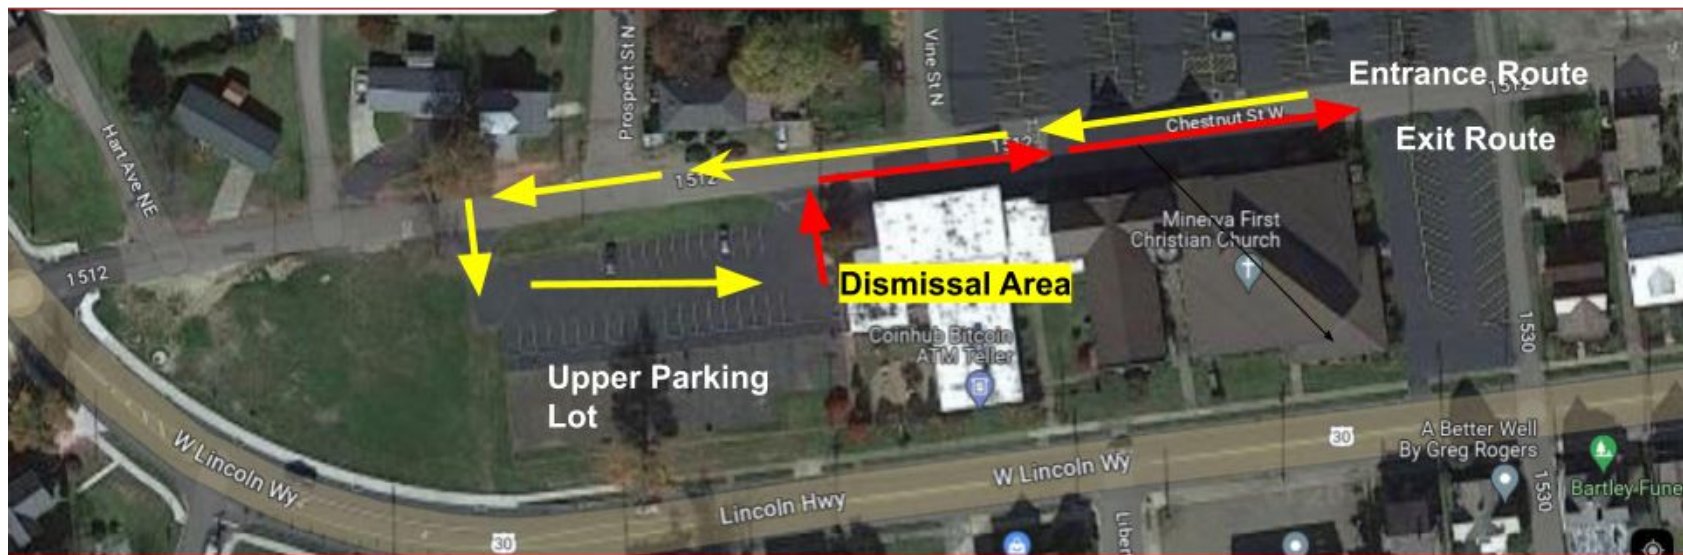 Prospect St N
Vine St N
Entrance Route
1512
Chestnut St W
Exit Route
1512
Hart Ave NE
1512
Minerva First
Christian Church
1512
Dismissal Area
Coinhub Bitcoin
ATM Teller
1530
Upper Parking
Lot
A Better Well
By Greg Rogers
30
W Lincoln Wy
W Lincoln Wy
Lincoln Hwy
1530
Bartley Fune
Liber
30